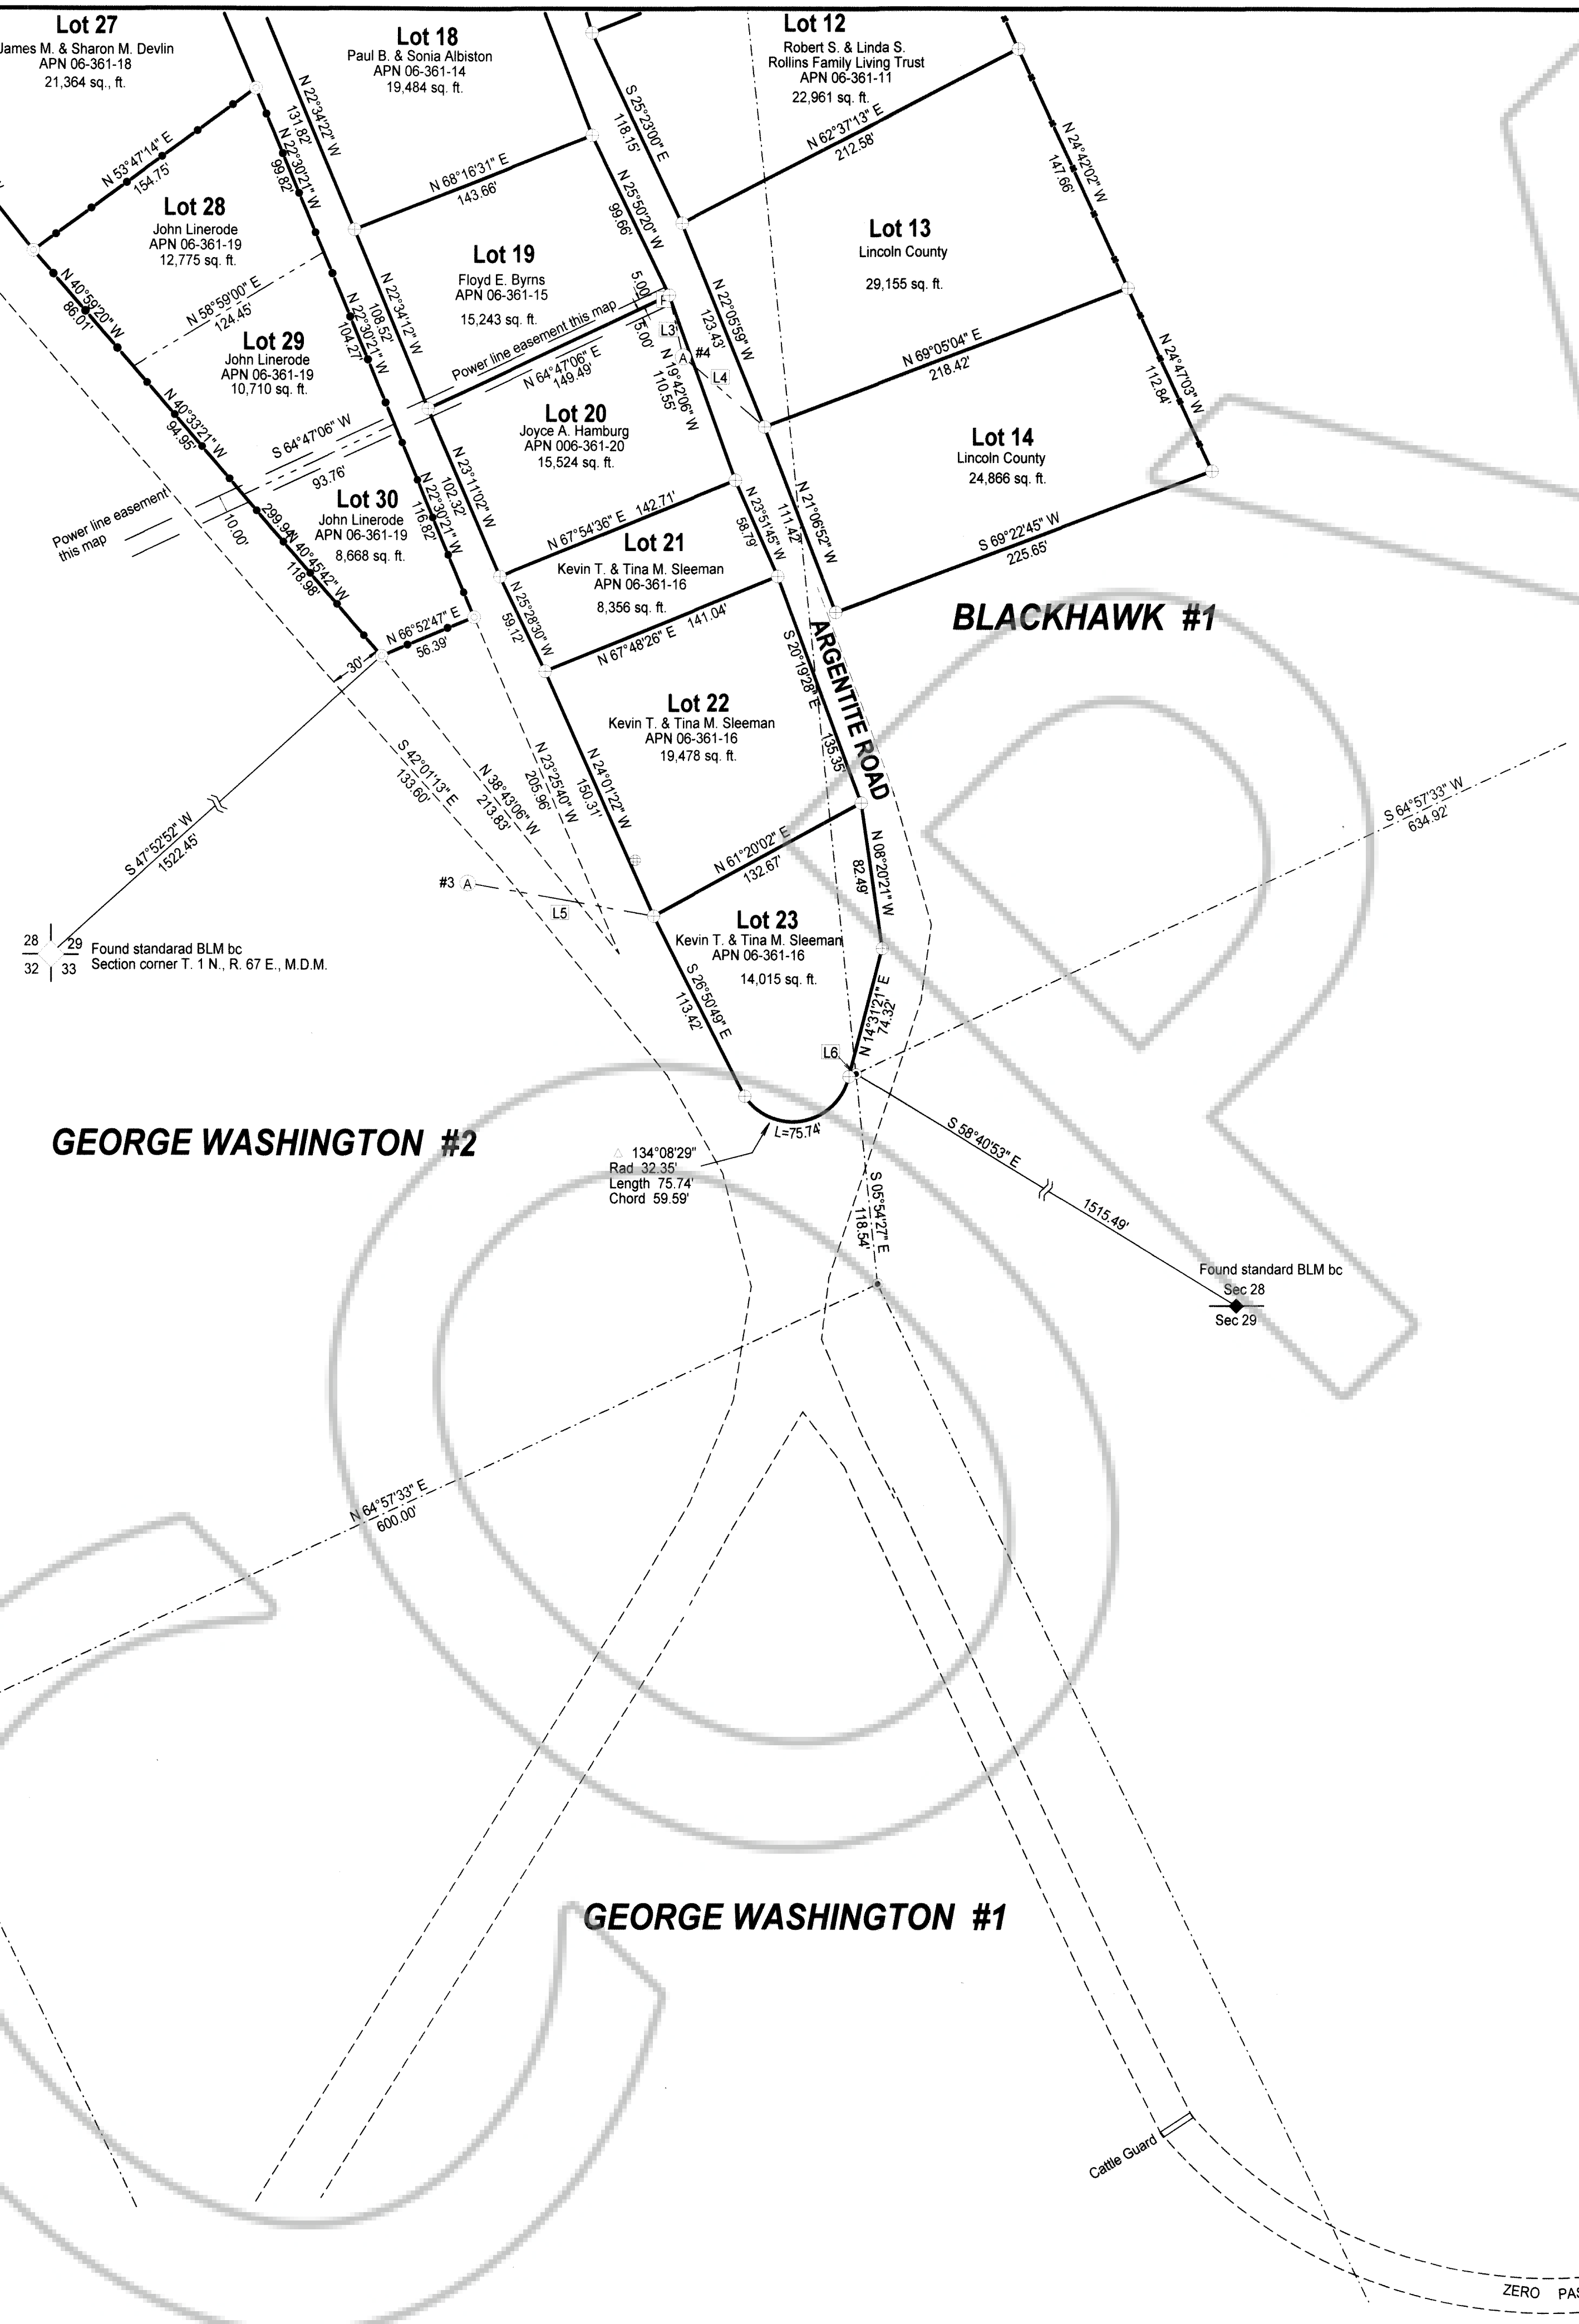 Lot 27
James M. & Sharon M. Devlin
APN 06-361-18
21,364 sq., ft.
Lot 18
Paul B. & Sonia Albiston
APN 06-361-14
19,484 sq. ft.
Lot 12
Robert S. & Linda S.
Rollins Family Living Trust
APN 06-361-11
22,961 sq. ft.
N 22°34'22" W
131.82'
S 25°23'00" E
118.15'
N 62°37'13" E
212.58'
N 24°42'02" W
147.66'
N 53°47'14" E
154.75'
N 22°30'21" W
99.82'
N 68°16'31" E
143.66'
N 25°50'20" W
99.66'
Lot 28
John Linerode
APN 06-361-19
12,775 sq. ft.
Lot 19
Floyd E. Byrns
APN 06-361-15
15,243 sq. ft.
Lot 13
Lincoln County
29,155 sq. ft.
N 40°59'20" W
86.01'
N 58°59'00" E
124.45'
N 22°30'21" W
104.27'
N 22°34'12" W
108.52'
Power line easement this map
5.00'
5.00'
L3
N 64°47'06" E
149.49'
A
#4
L4
N 19°42'06" W
110.55'
N 22°05'59" W
123.43'
N 69°05'04" E
218.42'
N 24°47'03" W
112.84'
Lot 29
John Linerode
APN 06-361-19
10,710 sq. ft.
Lot 20
Joyce A. Hamburg
APN 006-361-20
15,524 sq. ft.
Lot 14
Lincoln County
24,866 sq. ft.
N 40°33'21" W
94.95'
S 64°47'06" W
93.76'
N 23°11'02" W
102.32'
N 22°30'21" W
116.82'
Power line easement
this map
10.00'
299.94'
N 40°45'42" W
118.98'
Lot 30
John Linerode
APN 06-361-19
8,668 sq. ft.
N 67°54'36" E 142.71'
N 23°51'45" W
58.79'
N 21°06'52" W
111.42'
S 69°22'45" W
225.65'
Lot 21
Kevin T. & Tina M. Sleeman
APN 06-361-16
8,356 sq. ft.
N 25°28'30" W
59.12'
N 67°48'26" E 141.04'
N 66°52'47" E
56.39'
30'
BLACKHAWK #1
ARGENTITE ROAD
S 20°19'28" E
135.35'
Lot 22
Kevin T. & Tina M. Sleeman
APN 06-361-16
19,478 sq. ft.
S 42°01'13" E
133.60'
N 38°43'06" W
213.83'
N 23°25'40" W
205.96'
N 24°01'22" W
150.31'
S 64°57'33" W
634.92'
S 47°52'52" W
1522.45'
N 61°20'02" E
132.67'
N 08°20'21" W
82.49'
#3 A
L5
Lot 23
Kevin T. & Tina M. Sleeman
APN 06-361-16
14,015 sq. ft.
28 29
32 33
Found standarad BLM bc
Section corner T. 1 N., R. 67 E., M.D.M.
S 26°50'49" E
113.42'
N 14°31'21" E
74.32'
L6
L=75.74'
GEORGE WASHINGTON #2
△ 134°08'29"
Rad 32.35'
Length 75.74'
Chord 59.59'
S 58°40'53" E
1515.49'
S 05°54'27" E
118.54'
Found standard BLM bc
Sec 28
Sec 29
N 64°57'33" E
600.00'
GEORGE WASHINGTON #1
Cattle Guard
ZERO PAS